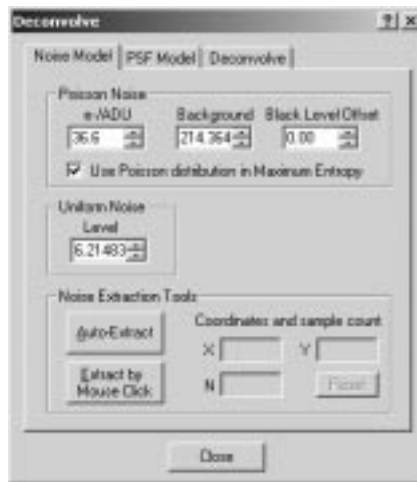 Deconvolve
Noise Model PSF Model Deconvolve
Poisson Noise
e-/ADU Background Black Level Offset
36.6 214.364 0.00
Use Poisson distribution in Maximum Entropy
Uniform Noise
Level
6.21483
Noise Extraction Tools
Auto-Extract
Coordinates and sample count
X Y
Extract by
Mouse Click
N Reset
Close